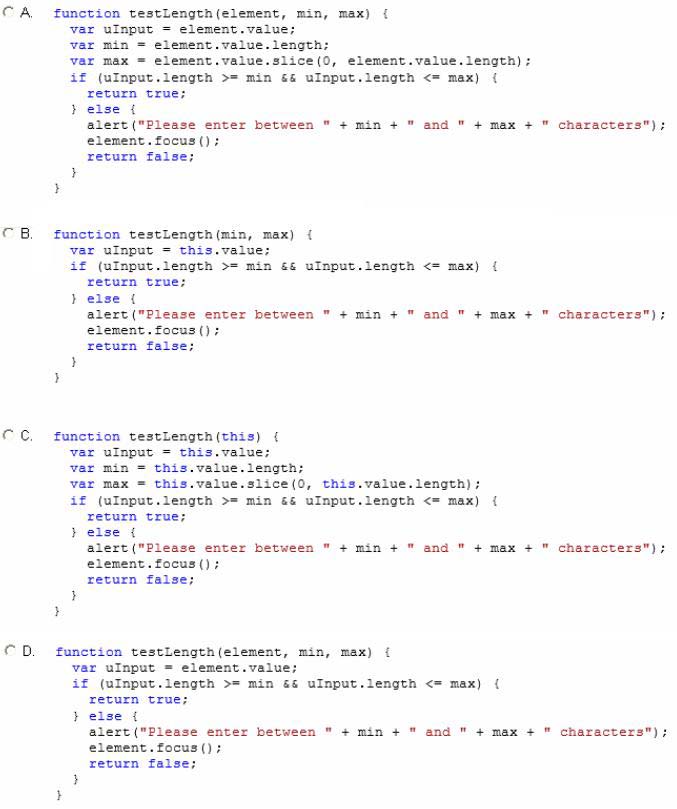 A. function testLength(element, min, max) {
var uInput = element.value;
var min = element.value.length;
var max = element.value.slice(0, element.value.length);
if (uInput.length >= min && uInput.length <= max) {
return true;
} else {
alert("Please enter between " + min + " and " + max + " characters");
element.focus();
return false;
}
}
B. function testLength(min, max) {
var uInput = this.value;
if (uInput.length >= min && uInput.length <= max) {
return true;
} else {
alert("Please enter between " + min + " and " + max + " characters");
element.focus();
return false;
}
}
C. function testLength(this) {
var uInput = this.value;
var min = this.value.length;
var max = this.value.slice(0, this.value.length);
if (uInput.length >= min && uInput.length <= max) {
return true;
} else {
alert("Please enter between " + min + " and " + max + " characters");
element.focus();
return false;
}
}
D. function testLength(element, min, max) {
var uInput = element.value;
if (uInput.length >= min && uInput.length <= max) {
return true;
} else {
alert("Please enter between " + min + " and " + max + " characters");
element.focus();
return false;
}
}